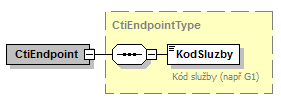 CtiEndpointType
CtiEndpoint
KodSluzby
Kód služby (např G1)